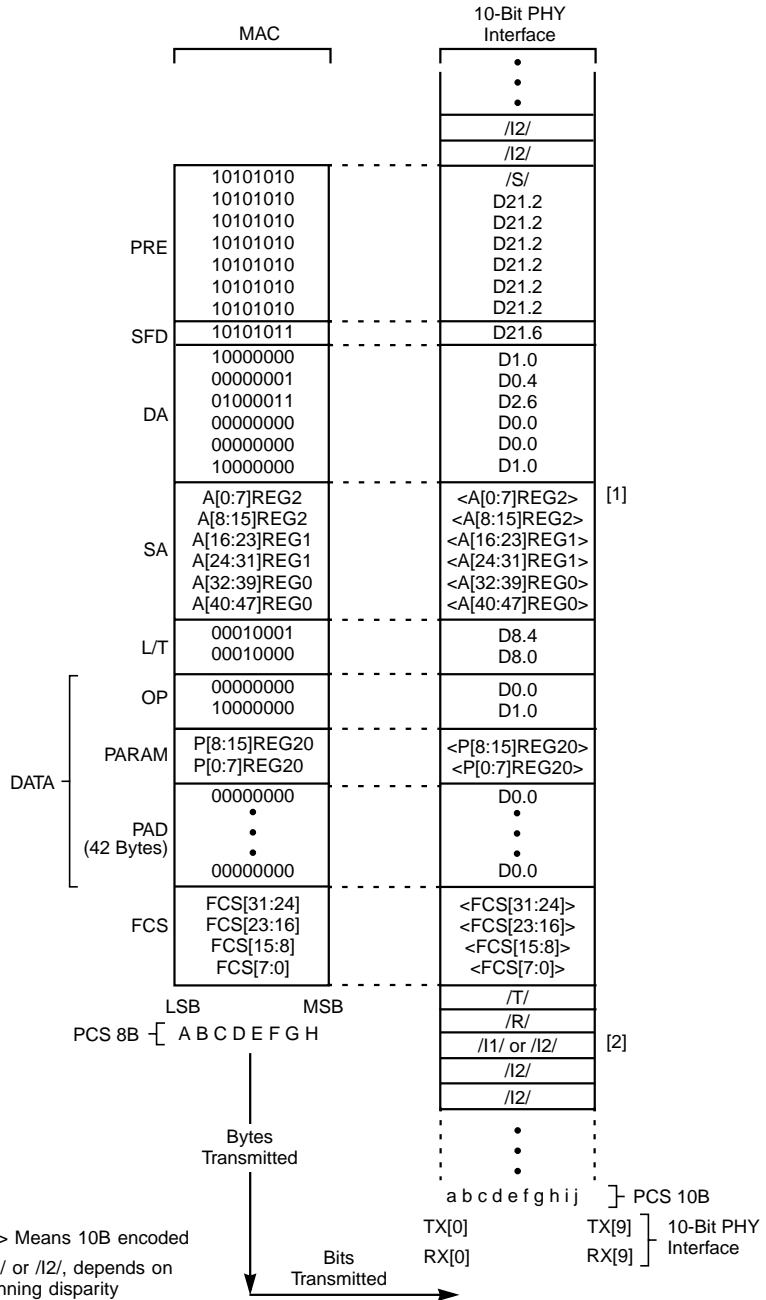 MAC
10-Bit PHY
Interface
/I2/
/I2/
PRE
10101010
10101010
10101010
10101010
10101010
10101010
10101010
/S/
D21.2
D21.2
D21.2
D21.2
D21.2
D21.2
SFD
10101011
D21.6
DA
10000000
00000001
01000011
00000000
00000000
10000000
D1.0
D0.4
D2.6
D0.0
D0.0
D1.0
SA
A[0:7]REG2
A[8:15]REG2
A[16:23]REG1
A[24:31]REG1
A[32:39]REG0
A[40:47]REG0
<A[0:7]REG2>
<A[8:15]REG2>
<A[16:23]REG1>
<A[24:31]REG1>
<A[32:39]REG0>
<A[40:47]REG0>
[1]
L/T
00010001
00010000
D8.4
D8.0
DATA
OP
00000000
10000000
D0.0
D1.0
PARAM
P[8:15]REG20
P[0:7]REG20
<P[8:15]REG20>
<P[0:7]REG20>
PAD
(42 Bytes)
00000000
00000000
D0.0
D0.0
FCS
FCS[31:24]
FCS[23:16]
FCS[15:8]
FCS[7:0]
<FCS[31:24]>
<FCS[23:16]>
<FCS[15:8]>
<FCS[7:0]>
/T/
/R/
/I1/ or /I2/
[2]
/I2/
/I2/
LSB MSB
PCS 8B A B C D E F G H
Bytes
Transmitted
a b c d e f g h i j PCS 10B
TX[0] TX[9]
RX[0] RX[9]
10-Bit PHY
Interface
Bits
Transmitted
> Means 10B encoded
/ or /I2/, depends on
disparity